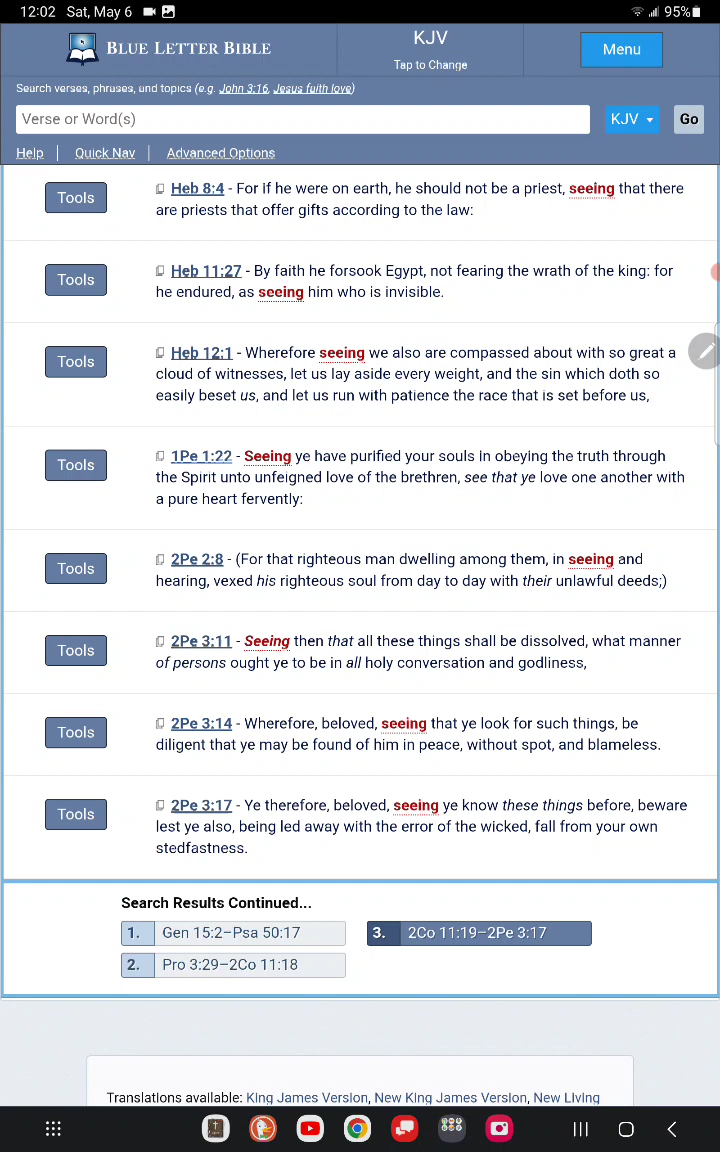 12:02 Sat, May 6
95%
BLUE LETTER BIBLE
KJV
Tap to Change
Menu
Search verses, phrases, and topics (e.g. John 3:16, Jesus faith love)
Verse or Word(s)
KJV
Go
Help
Quick Nav
Advanced Options
Tools
Heb 8:4 - For if he were on earth, he should not be a priest, seeing that there
are priests that offer gifts according to the law:
Tools
Heb 11:27 - By faith he forsook Egypt, not fearing the wrath of the king: for
he endured, as seeing him who is invisible.
Tools
Heb 12:1 - Wherefore seeing we also are compassed about with so great a
cloud of witnesses, let us lay aside every weight, and the sin which doth so
easily beset us, and let us run with patience the race that is set before us,
Tools
1Pe 1:22 - Seeing ye have purified your souls in obeying the truth through
the Spirit unto unfeigned love of the brethren, see that ye love one another with
a pure heart fervently:
Tools
2Pe 2:8 - (For that righteous man dwelling among them, in seeing and
hearing, vexed his righteous soul from day to day with their unlawful deeds;)
Tools
2Pe 3:11 - Seeing then that all these things shall be dissolved, what manner
of persons ought ye to be in all holy conversation and godliness,
Tools
2Pe 3:14 - Wherefore, beloved, seeing that ye look for such things, be
diligent that ye may be found of him in peace, without spot, and blameless.
Tools
2Pe 3:17 - Ye therefore, beloved, seeing ye know these things before, beware
lest ye also, being led away with the error of the wicked, fall from your own
stedfastness.
Search Results Continued...
1. Gen 15:2–Psa 50:17
3. 2Co 11:19–2Pe 3:17
2. Pro 3:29–2Co 11:18
Translations available: King James Version, New King James Version, New Living